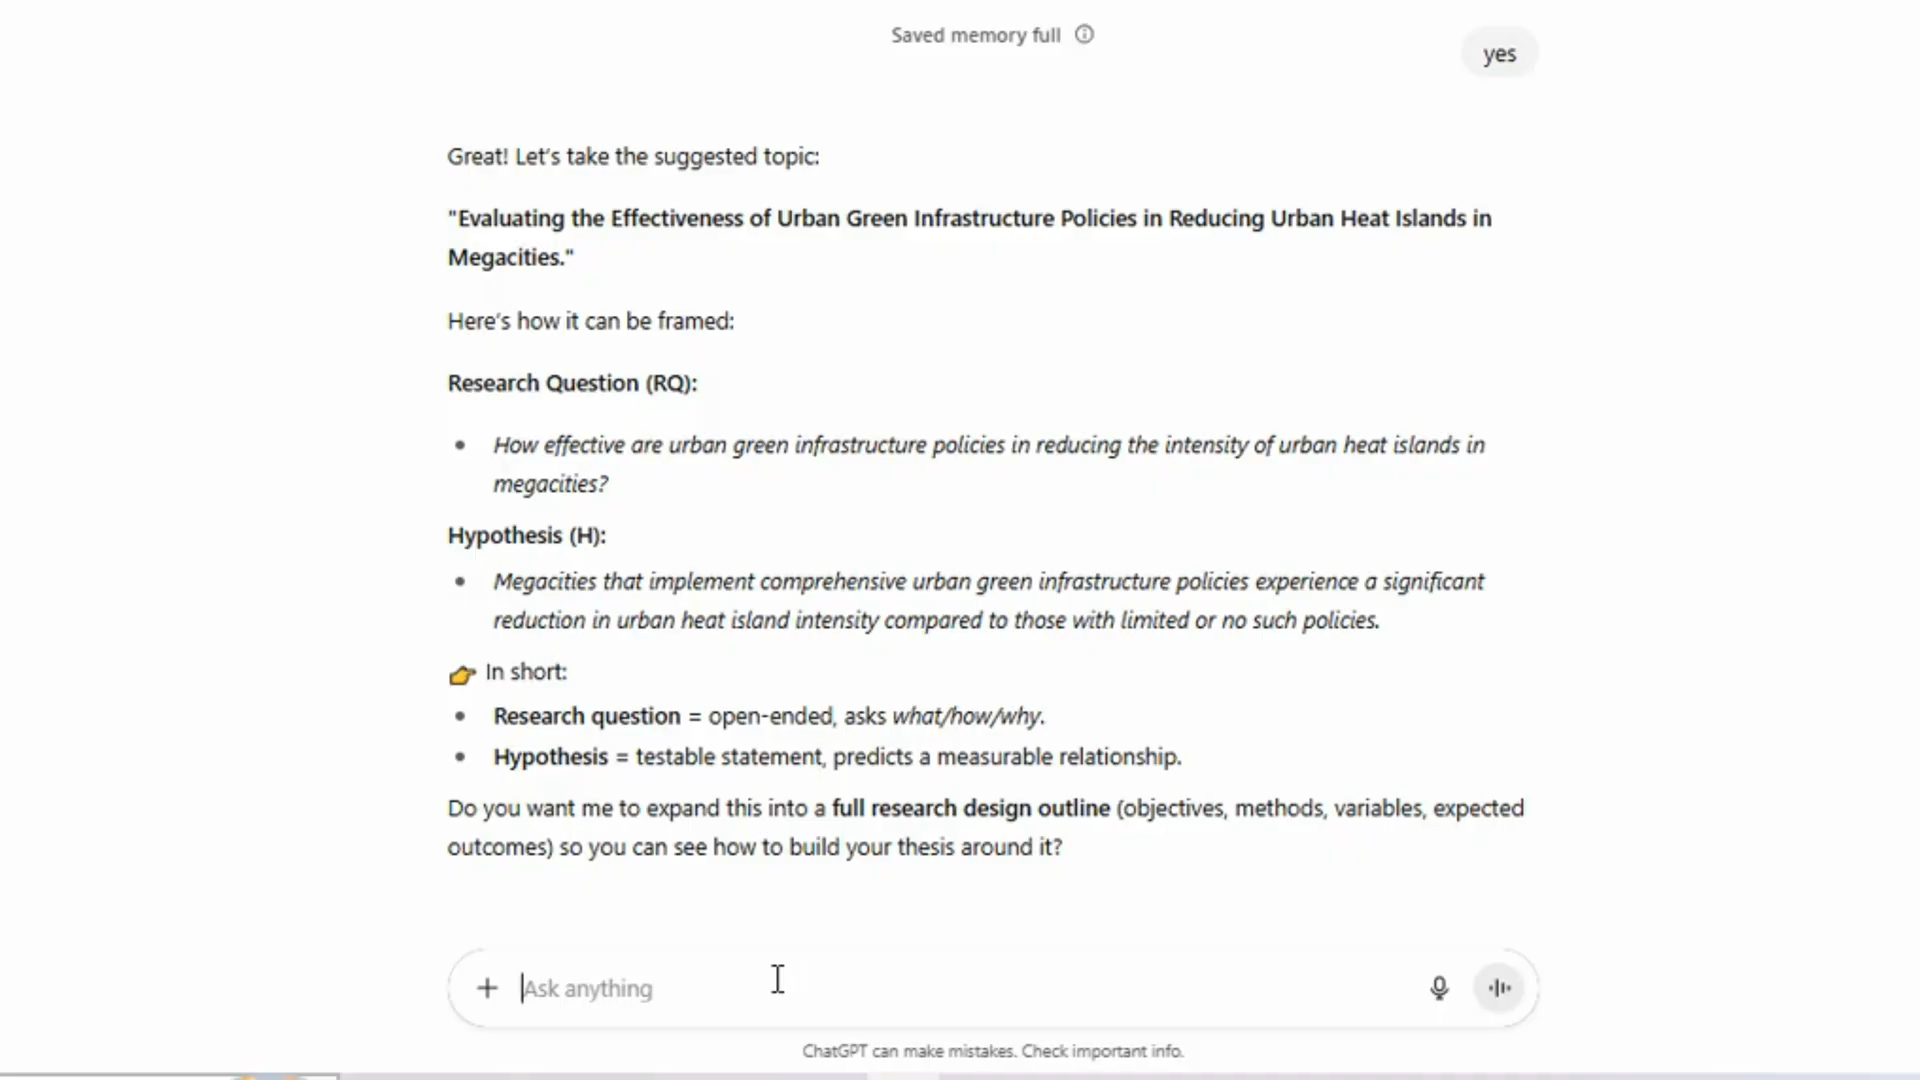 Saved memory full
yes
Great! Let's take the suggested topic:
"Evaluating the Effectiveness of Urban Green Infrastructure Policies in Reducing Urban Heat Islands in
Megacities."
Here's how it can be framed:
Research Question (RQ):
• How effective are urban green infrastructure policies in reducing the intensity of urban heat islands in
megacities?
Hypothesis (H):
• Megacities that implement comprehensive urban green infrastructure policies experience a significant
reduction in urban heat island intensity compared to those with limited or no such policies.
👉 In short:
• Research question = open-ended, asks what/how/why.
• Hypothesis = testable statement, predicts a measurable relationship.
Do you want me to expand this into a full research design outline (objectives, methods, variables, expected
outcomes) so you can see how to build your thesis around it?
Ask anything
ChatGPT can make mistakes. Check important info.